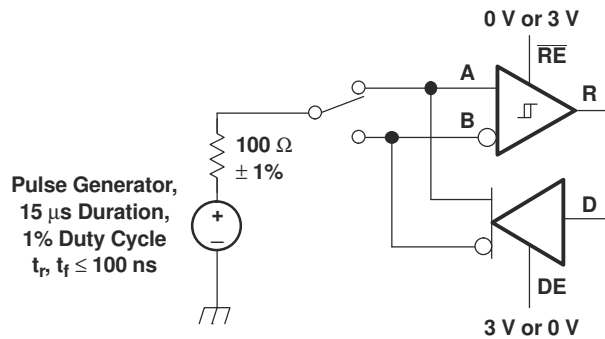 0 V or 3 V
RE
A
R
B
100 Ω
± 1%
Pulse Generator,
15 μs Duration,
1% Duty Cycle
tr, tf ≤ 100 ns
+
–
D
DE
3 V or 0 V